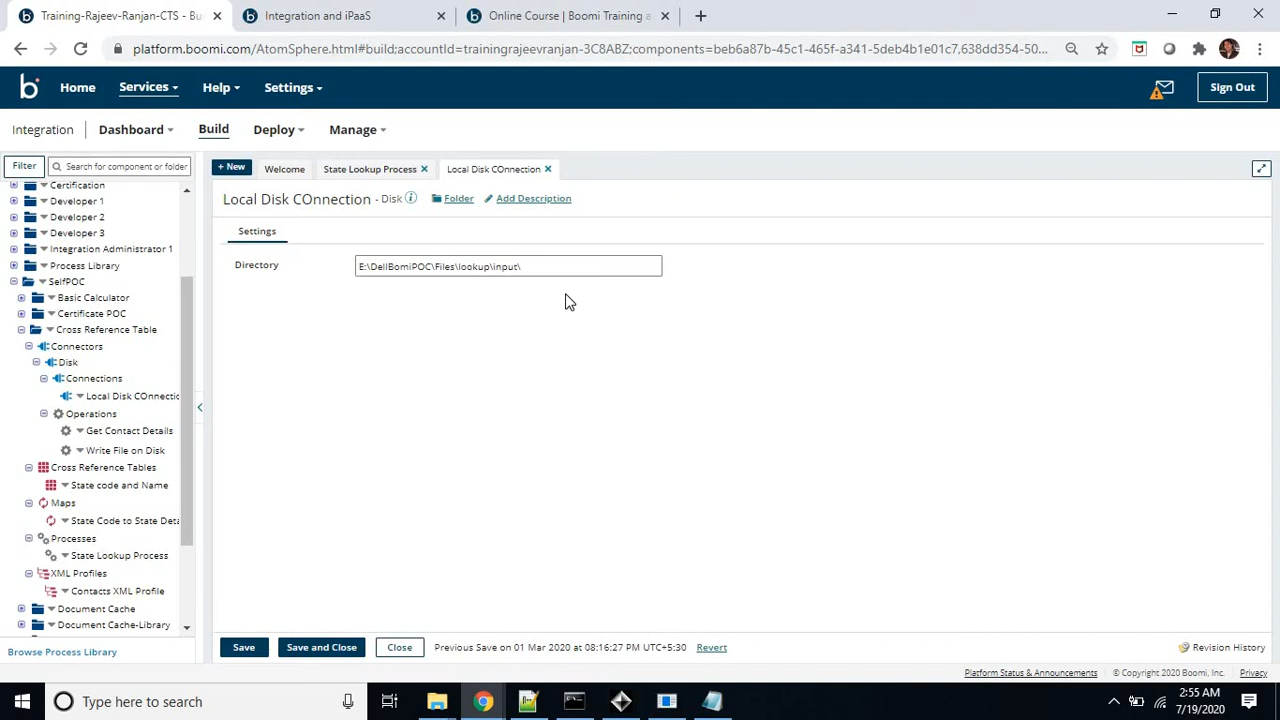 Training-Rajeev-Ranjan-CTS - Bu
Integration and iPaaS
Online Course | Boomi Training a
platform.boomi.com/AtomSphere.html#build;accountId=trainingrajeevranjan-3C8ABZ;components=beb63e7b-45c1-465f-a341-5deb4b1e01c7,638dd354-50...
Home
Services
Help
Settings
Sign Out
Integration
Dashboard
Build
Deploy
Manage
Filter
Search for component or folder
+ New
Welcome
State Lookup Process
Local Disk COnnection
Certification
Developer 1
Developer 2
Developer 3
Integration Administrator 1
Process Library
SelfPOC
Basic Calculator
Certificate POC
Cross Reference Table
Connectors
Disk
Connections
Local Disk COnnectic
Operations
Get Contact Details
Write File on Disk
Cross Reference Tables
State code and Name
Maps
State Code to State Deta
Processes
State Lookup Process
XML Profiles
Contacts XML Profile
Document Cache
Document Cache-Library
Browse Process Library
Local Disk COnnection - Disk
Folder
Add Description
Settings
Directory
E:\DellBomiPOC\Files\lookup\input\
Save
Save and Close
Close
Previous Save on 01 Mar 2020 at 08:16:27 PM UTC+5:30
Revert
Revision History
Platform Status & Announcements
© Copyright 2020 Boomi, Inc.
Privacy
Type here to search
2:55 AM
7/19/2020